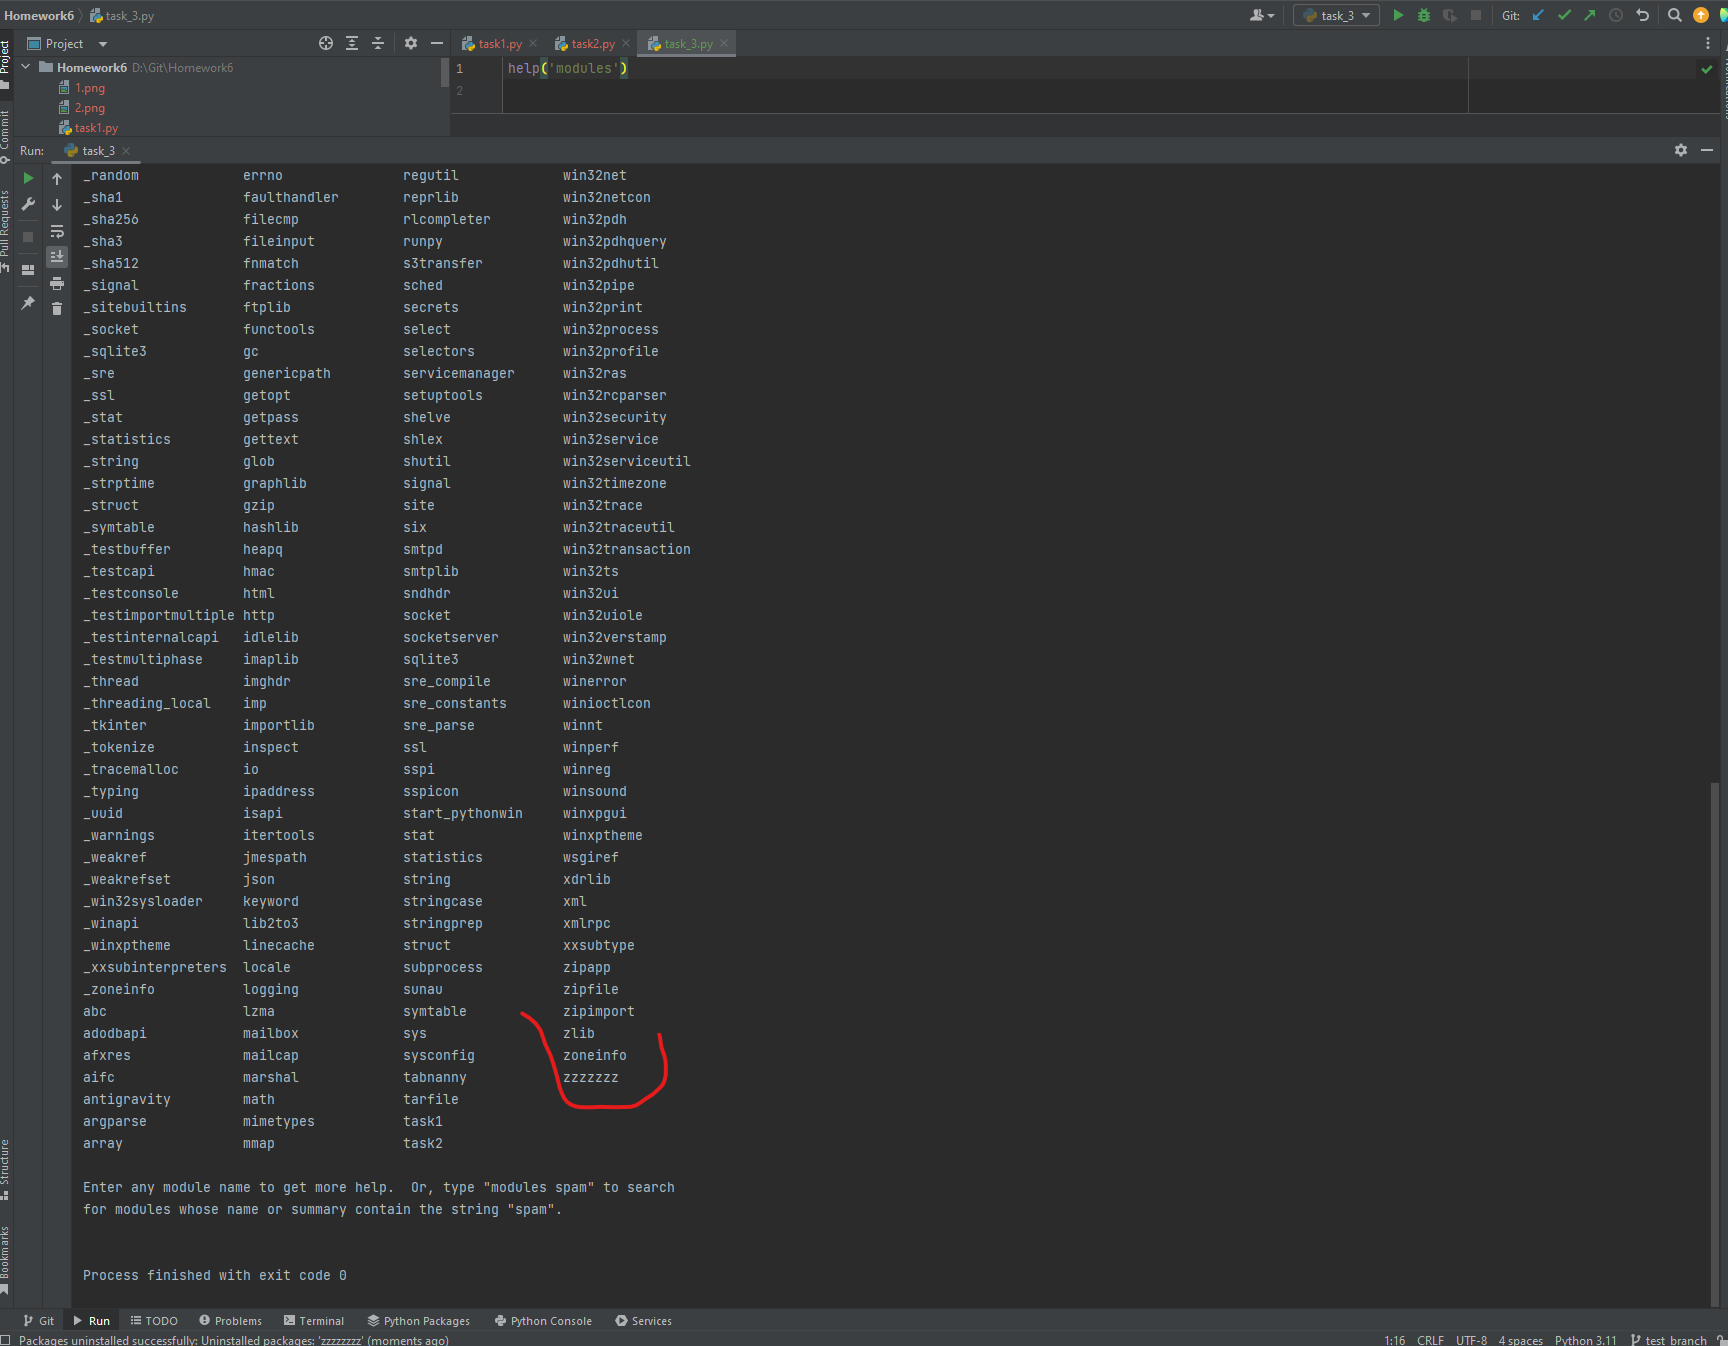 Homework6 task_3.py task_3 Git:
Project task1.py task2.py task_3.py
Homework6 D:\Git\Homework6 1 help('modules')
1.png 2
2.png
task1.py
Run: task_3
_random errno regutil win32net
_sha1 faulthandler reprlib win32netcon
_sha256 filecmp rlcompleter win32pdh
_sha3 fileinput runpy win32pdhquery
_sha512 fnmatch s3transfer win32pdhutil
_signal fractions sched win32pipe
_sitebuiltins ftplib secrets win32print
_socket functools select win32process
_sqlite3 gc selectors win32profile
_sre genericpath servicemanager win32ras
_ssl getopt setuptools win32rcparser
_stat getpass shelve win32security
_statistics gettext shlex win32service
_string glob shutil win32serviceutil
_strptime graphlib signal win32timezone
_struct gzip site win32trace
_symtable hashlib six win32traceutil
_testbuffer heapq smtpd win32transaction
_testcapi hmac smtplib win32ts
_testconsole html sndhdr win32ui
_testimportmultiple http socket win32uiole
_testinternalcapi idlelib socketserver win32verstamp
_testmultiphase imaplib sqlite3 win32wnet
_thread imghdr sre_compile winerror
_threading_local imp sre_constants winioctlcon
_tkinter importlib sre_parse winnt
_tokenize inspect ssl winperf
_tracemalloc io sspi winreg
_typing ipaddress sspicon winsound
_uuid isapi start_pythonwin winxpgui
_warnings itertools stat winxptheme
_weakref jmespath statistics wsgiref
_weakrefset json string xdrlib
_win32sysloader keyword stringcase xml
_winapi lib2to3 stringprep xmlrpc
_winxptheme linecache struct xxsubtype
_xxsubinterpreters locale subprocess zipapp
_zoneinfo logging sunau zipfile
abc lzma symtable zipimport
adodbapi mailbox sys zlib
afxres mailcap sysconfig zoneinfo
aifc marshal tabnanny zzzzzzz
antigravity math tarfile
argparse mimetypes task1
array mmap task2
Enter any module name to get more help.  Or, type "modules spam" to search
for modules whose name or summary contain the string "spam".
Process finished with exit code 0
Project
Commit
Pull Requests
Structure
Bookmarks
Git Run TODO Problems Terminal Python Packages Python Console Services
Packages uninstalled successfully: Uninstalled packages: 'zzzzzzzz' (moments ago) 1:16 CRLF UTF-8 4 spaces Python 3.11 test_branch